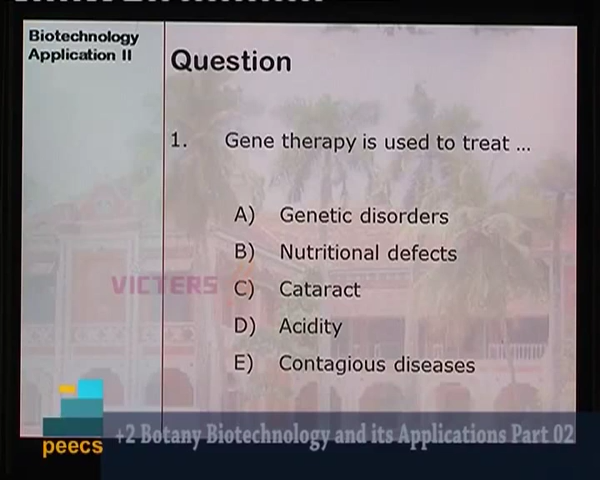 Biotechnology
Application II
Question
1. Gene therapy is used to treat ...
A) Genetic disorders
B) Nutritional defects
VICTERS
C) Cataract
D) Acidity
E) Contagious diseases
peecs
+2 Botany Biotechnology and its Applications Part 02